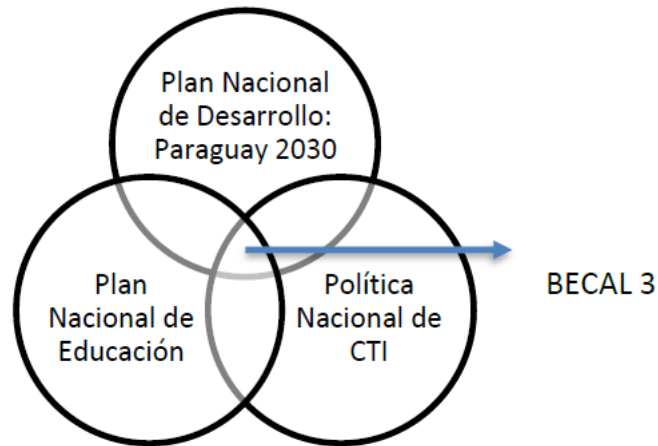 Plan Nacional
de Desarrollo:
Paraguay 2030
Plan
Nacional de
Educación
Política
Nacional de
CTI
BECAL 3